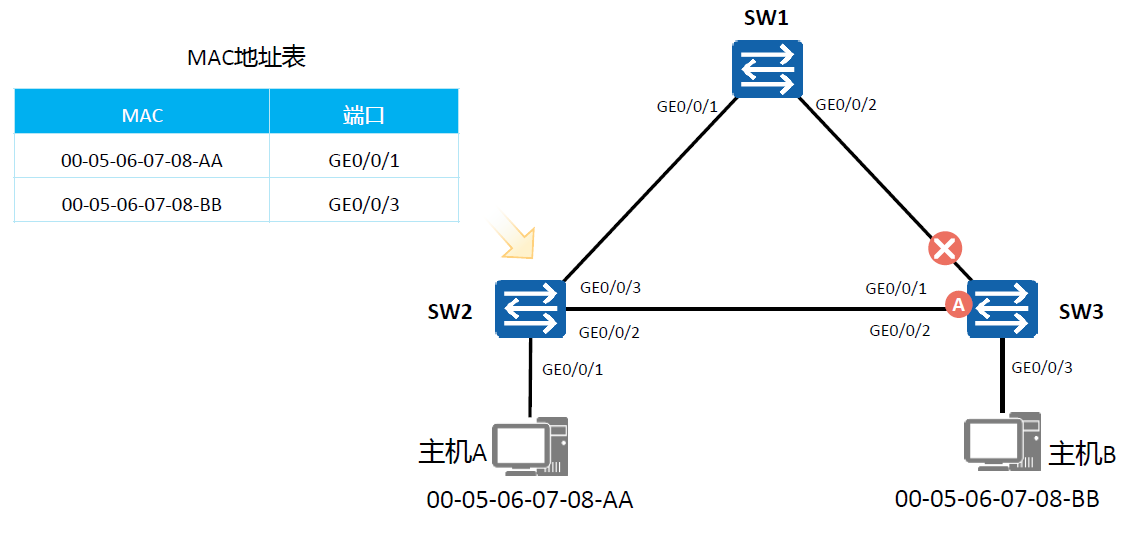 SW1
MAC地址表
MAC 端口
00-05-06-07-08-AA GE0/0/1
00-05-06-07-08-BB GE0/0/3
GE0/0/1 GE0/0/2
SW2 GE0/0/3 GE0/0/1 A SW3
GE0/0/2 GE0/0/2
GE0/0/1 GE0/0/3
主机A 主机B
00-05-06-07-08-AA 00-05-06-07-08-BB